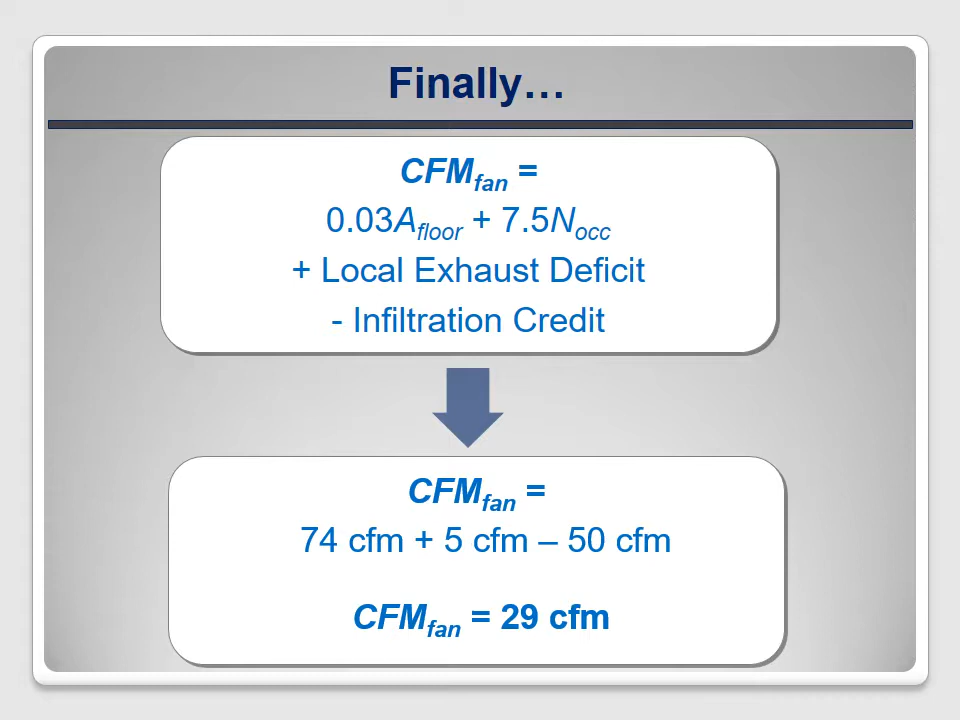 Finally…
CFMfan =
0.03Afloor + 7.5Nocc
+ Local Exhaust Deficit
- Infiltration Credit
CFMfan =
74 cfm + 5 cfm – 50 cfm
CFMfan = 29 cfm